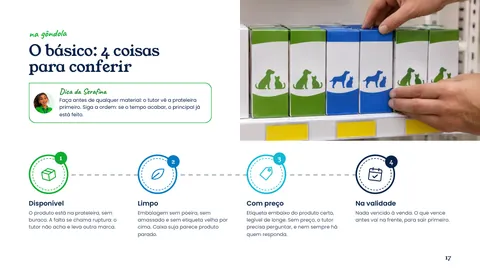 na gôndola
O básico: 4 coisas
para conferir
Dica da Serafina
Faça antes de qualquer material: o tutor vê a prateleira
primeiro. Siga a ordem: se o tempo acabar, o principal já
está feito.
1
2
3
4
Disponível
O produto está na prateleira, sem
buraco. A falta se chama ruptura: o
tutor não acha e leva outra marca.
Limpo
Embalagem sem poeira, sem
amassado e sem etiqueta velha por
cima. Caixa suja parece produto
parado.
Com preço
Etiqueta embaixo do produto certo,
legível de longe. Sem preço, o tutor
precisa perguntar, e nem sempre há
quem responda.
Na validade
Nada vencido à venda. O que vence
antes vai na frente, para sair primeiro.
17